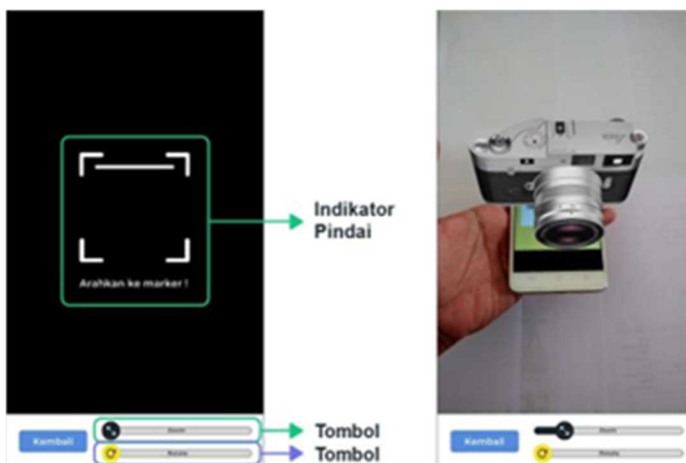 Arahkan ke marker !
Indikator
Pindai
Kembali
Zoom
Rotate
Tombol
Tombol
Kembali
Zoom
Rotate